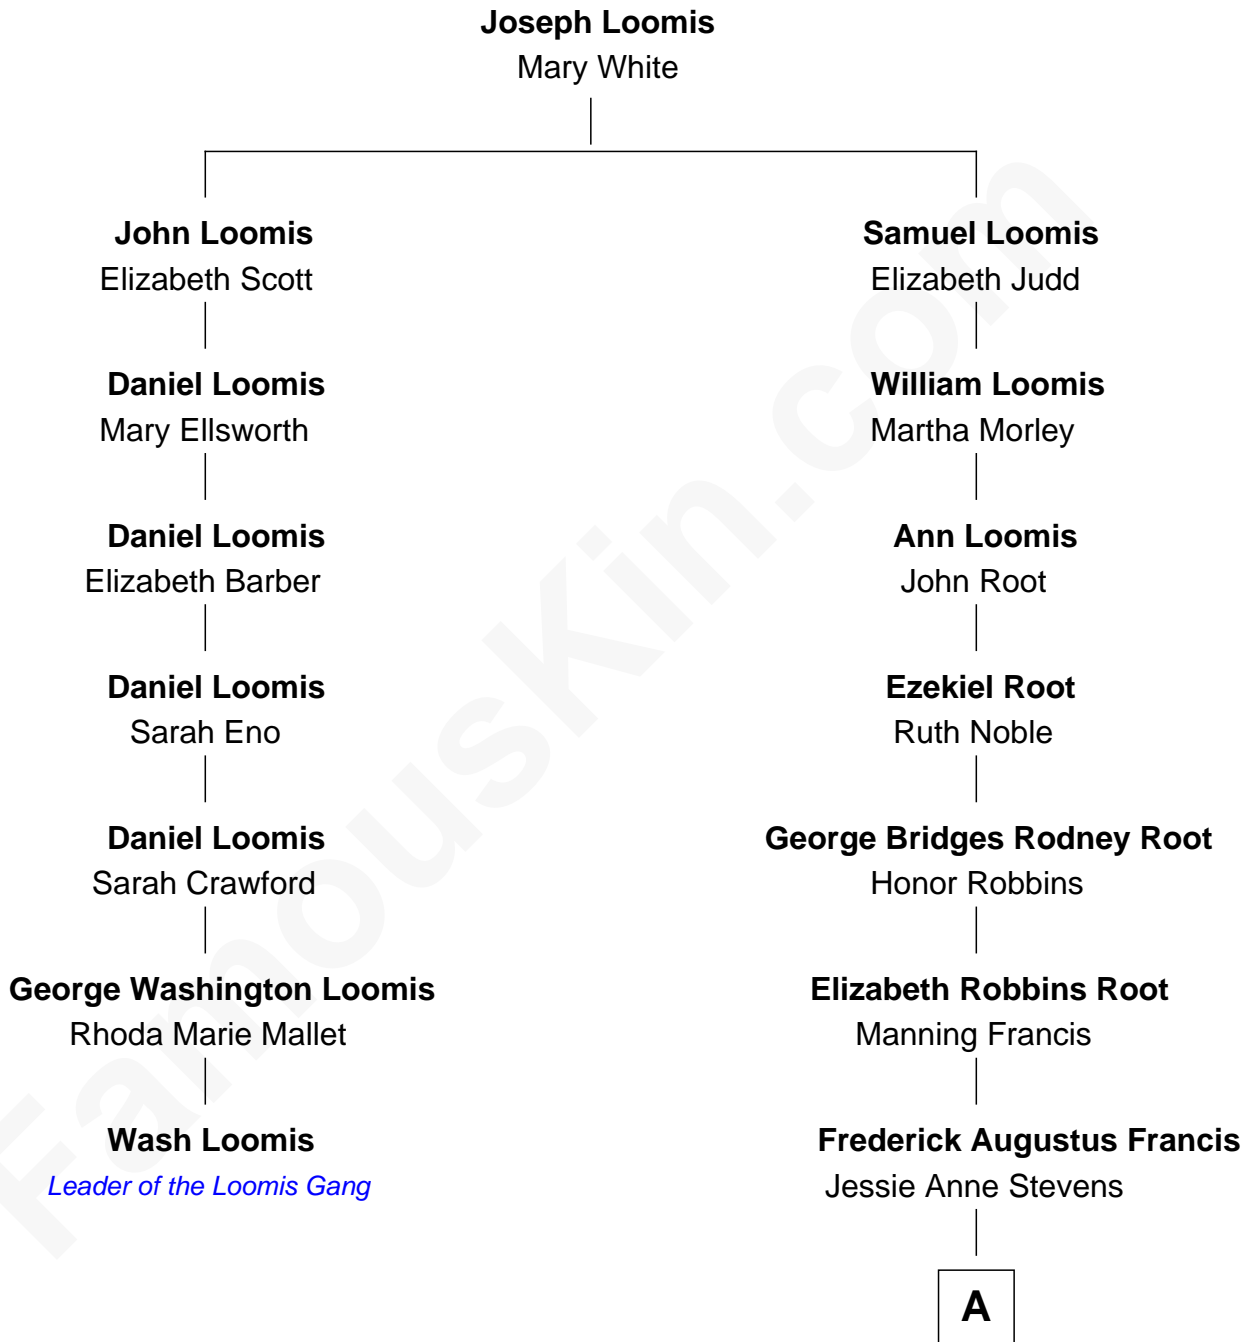 Joseph Loomis
Mary White
John Loomis
Elizabeth Scott
Samuel Loomis
Elizabeth Judd
Daniel Loomis
Mary Ellsworth
William Loomis
Martha Morley
Daniel Loomis
Elizabeth Barber
Ann Loomis
John Root
Daniel Loomis
Sarah Eno
Ezekiel Root
Ruth Noble
Daniel Loomis
Sarah Crawford
George Bridges Rodney Root
Honor Robbins
George Washington Loomis
Rhoda Marie Mallet
Elizabeth Robbins Root
Manning Francis
Wash Loomis
Leader of the Loomis Gang
Frederick Augustus Francis
Jessie Anne Stevens
A
FamousKin.com